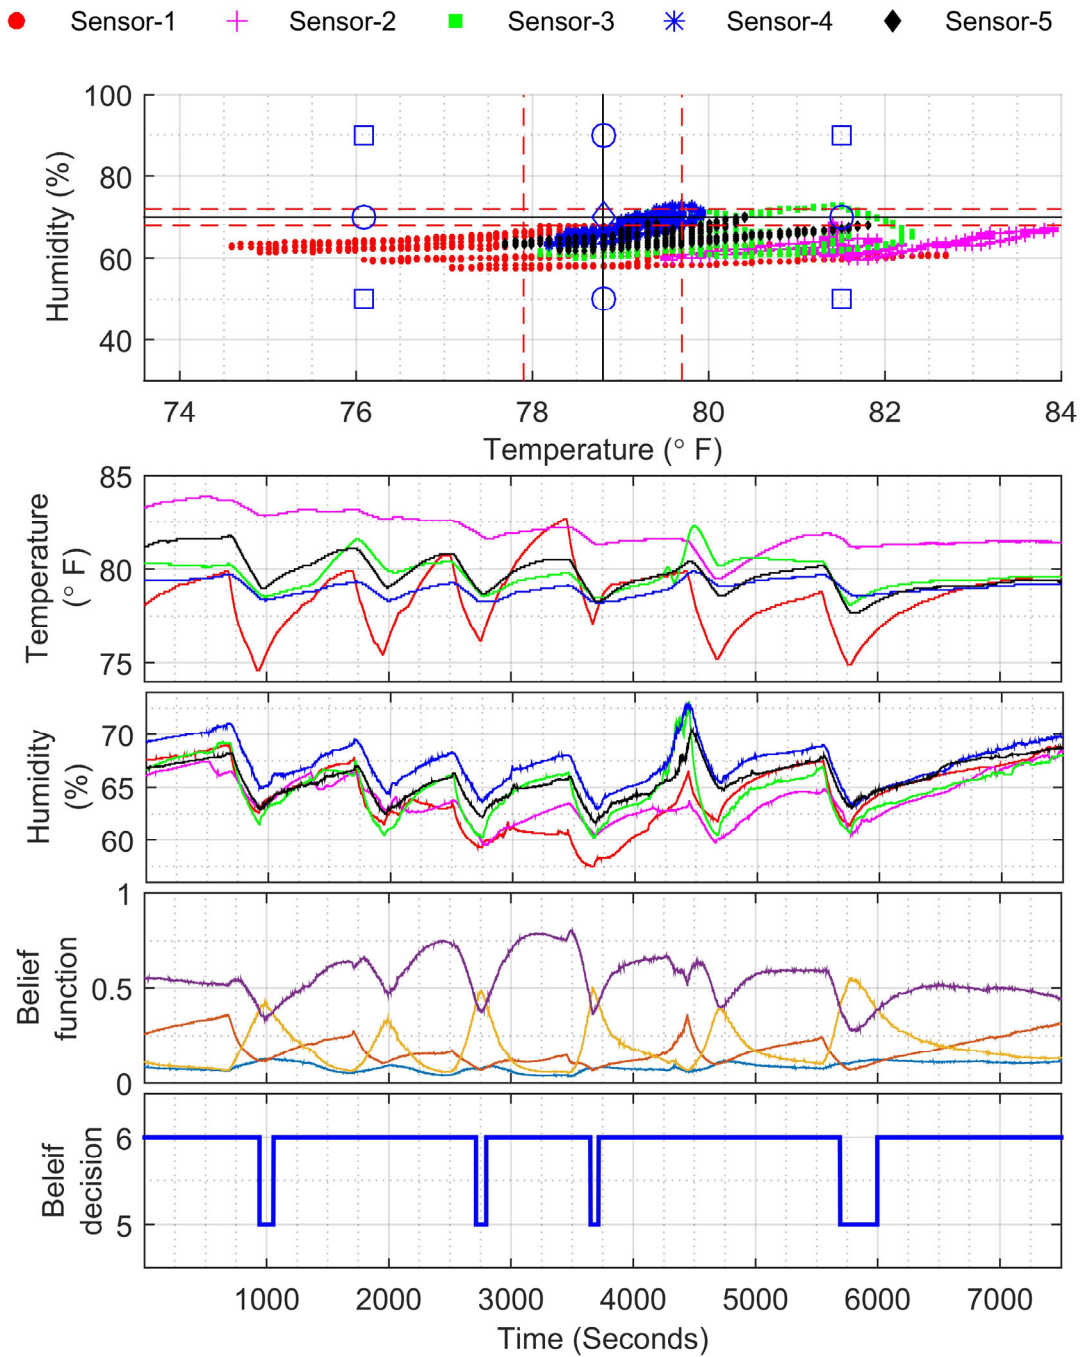 Sensor-1 Sensor-2 Sensor-3 Sensor-4 Sensor-5
Humidity (%)
100
80
60
40
74 76 78 80 82 84
Temperature (° F)
Temperature
(° F)
85
80
75
Humidity
(%)
70
65
60
Belief
function
1
0.5
0
Beleif
decision
6
5
1000 2000 3000 4000 5000 6000 7000
Time (Seconds)